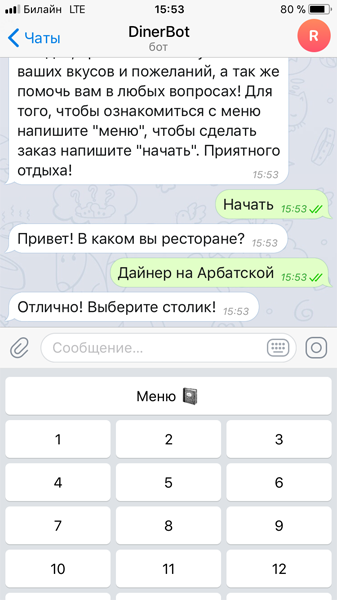 Билайн LTE 15:53 80 %
Чаты DinerBot R
бот
ваших вкусов и пожеланий, а так же
помочь вам в любых вопросах! Для
того, чтобы ознакомиться с меню
напишите "меню", чтобы сделать
заказ напишите "начать". Приятного
отдыха! 15:53
Начать 15:53
Привет! В каком вы ресторане? 15:53
Дайнер на Арбатской 15:53
Отлично! Выберите столик! 15:53
Сообщение...
Меню
1 2 3
4 5 6
7 8 9
10 11 12